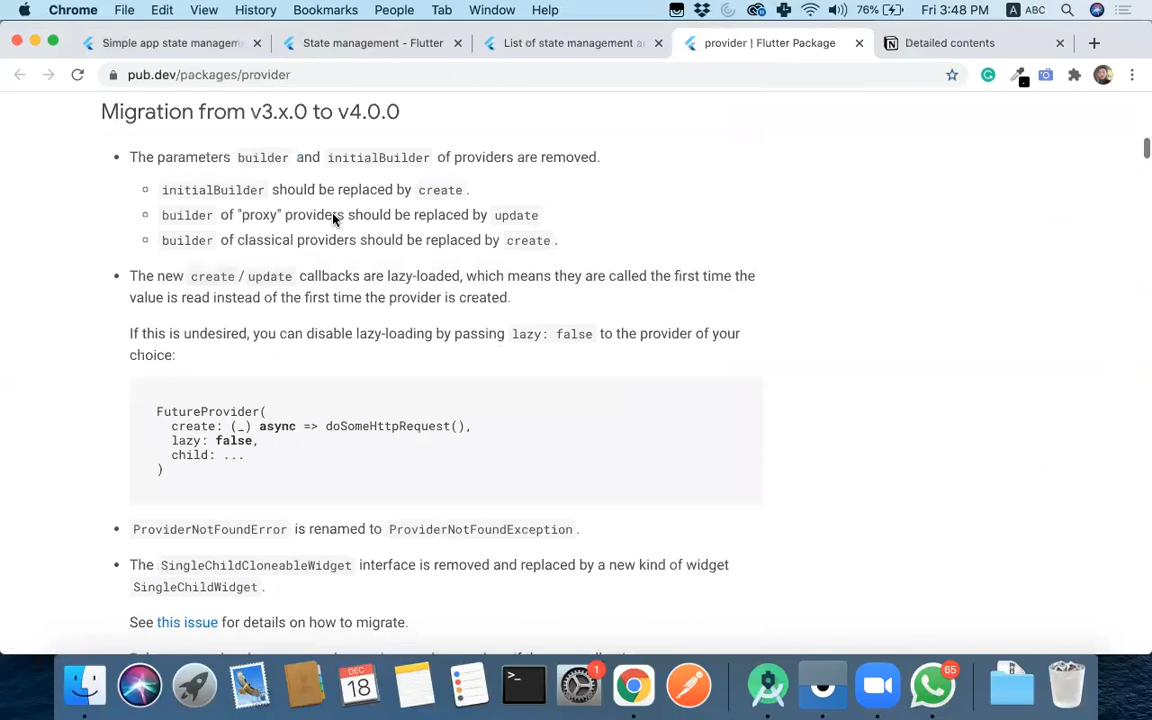 Chrome File Edit View History Bookmarks People Tab Window Help 76% Fri 3:48 PM A ABC
Simple app state managem
State management - Flutter
List of state management a
provider | Flutter Package
Detailed contents
pub.dev/packages/provider
Migration from v3.x.0 to v4.0.0
• The parameters builder and initialBuilder of providers are removed.
initialBuilder should be replaced by create.
builder of "proxy" providers should be replaced by update
builder of classical providers should be replaced by create.
• The new create / update callbacks are lazy-loaded, which means they are called the first time the
value is read instead of the first time the provider is created.
If this is undesired, you can disable lazy-loading by passing lazy: false to the provider of your
choice:
FutureProvider(
create: (_) async => doSomeHttpRequest(),
lazy: false,
child: ...
)
• ProviderNotFoundError is renamed to ProviderNotFoundException.
• The SingleChildCloneableWidget interface is removed and replaced by a new kind of widget
SingleChildWidget.
See this issue for details on how to migrate.
DEC
18
>_
1
65